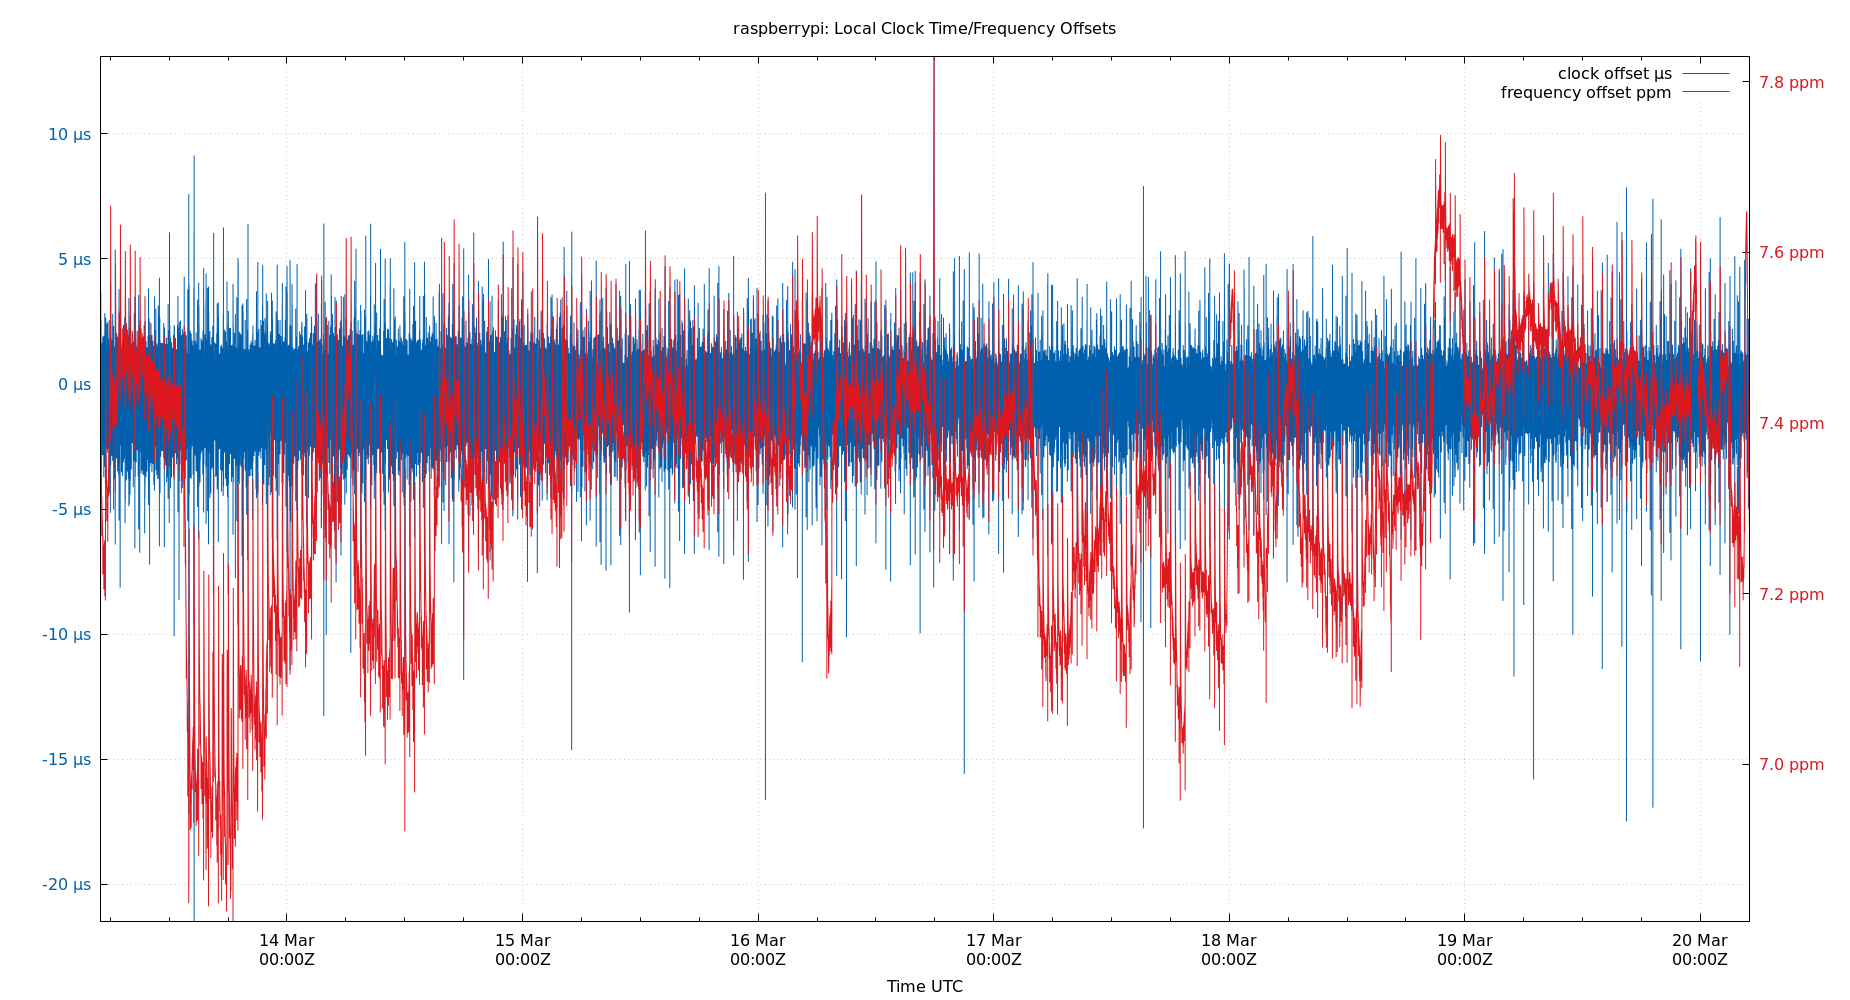 raspberrypi: Local Clock Time/Frequency Offsets
clock offset µs
frequency offset ppm
10 µs
5 µs
0 µs
-5 µs
-10 µs
-15 µs
-20 µs
7.8 ppm
7.6 ppm
7.4 ppm
7.2 ppm
7.0 ppm
14 Mar
00:00Z
15 Mar
00:00Z
16 Mar
00:00Z
17 Mar
00:00Z
18 Mar
00:00Z
19 Mar
00:00Z
20 Mar
00:00Z
Time UTC